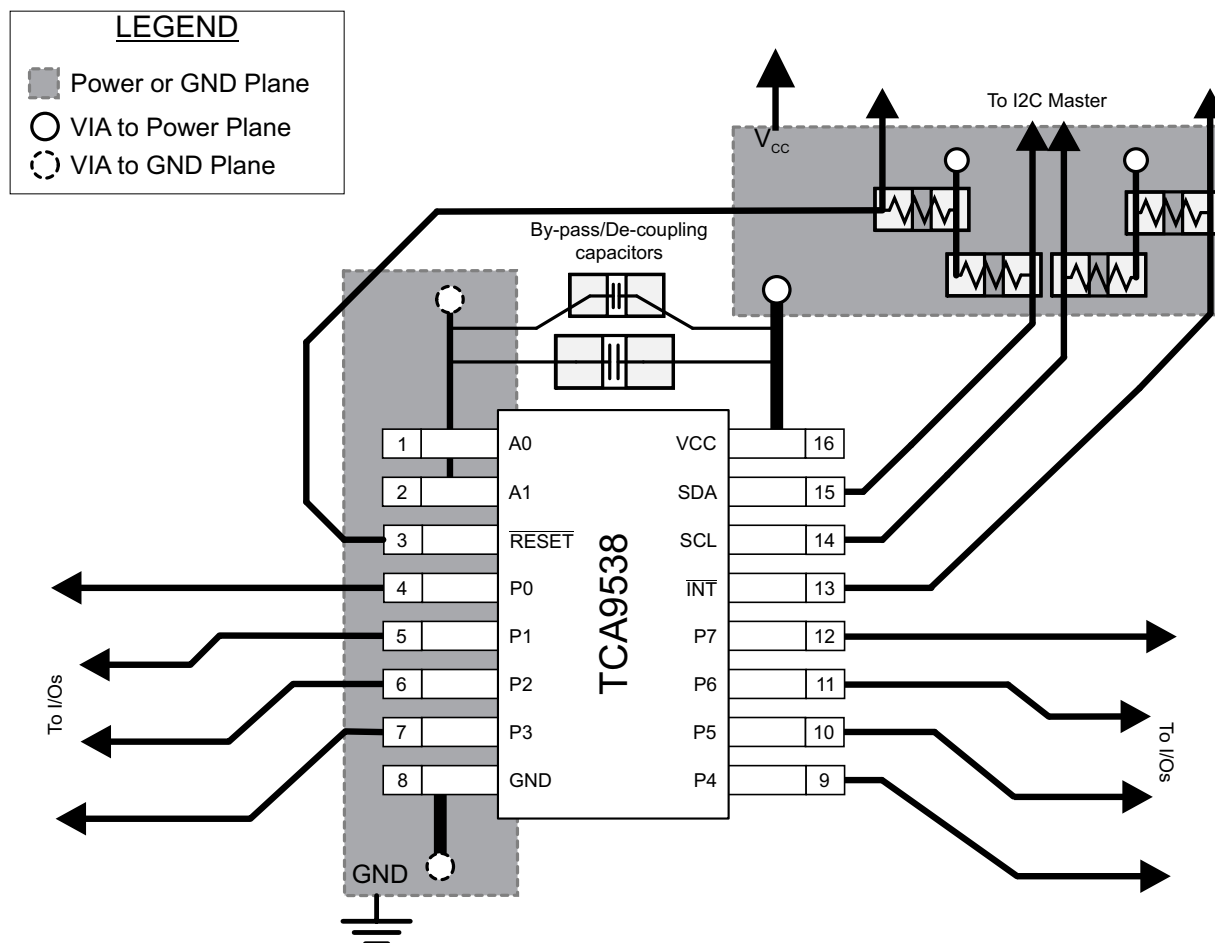 LEGEND
Power or GND Plane
VIA to Power Plane
VIA to GND Plane
To I2C Master
VCC
By-pass/De-coupling
capacitors
1 A0 VCC 16
2 A1 SDA 15
3 RESET SCL 14
4 P0 INT 13
5 P1 P7 12
6 P2 P6 11
7 P3 P5 10
8 GND P4 9
TCA9538
To I/Os
To I/Os
GND